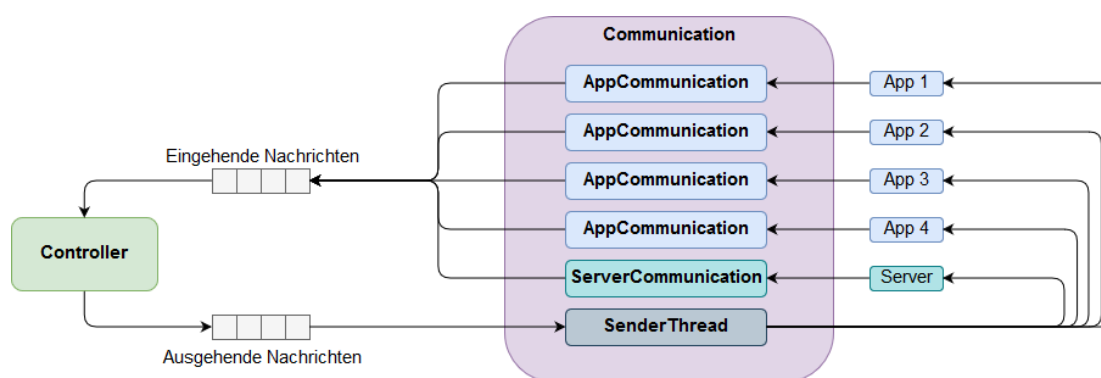 Communication
AppCommunication
App 1
AppCommunication
App 2
Eingehende Nachrichten
AppCommunication
App 3
AppCommunication
App 4
Controller
ServerCommunication
Server
SenderThread
Ausgehende Nachrichten